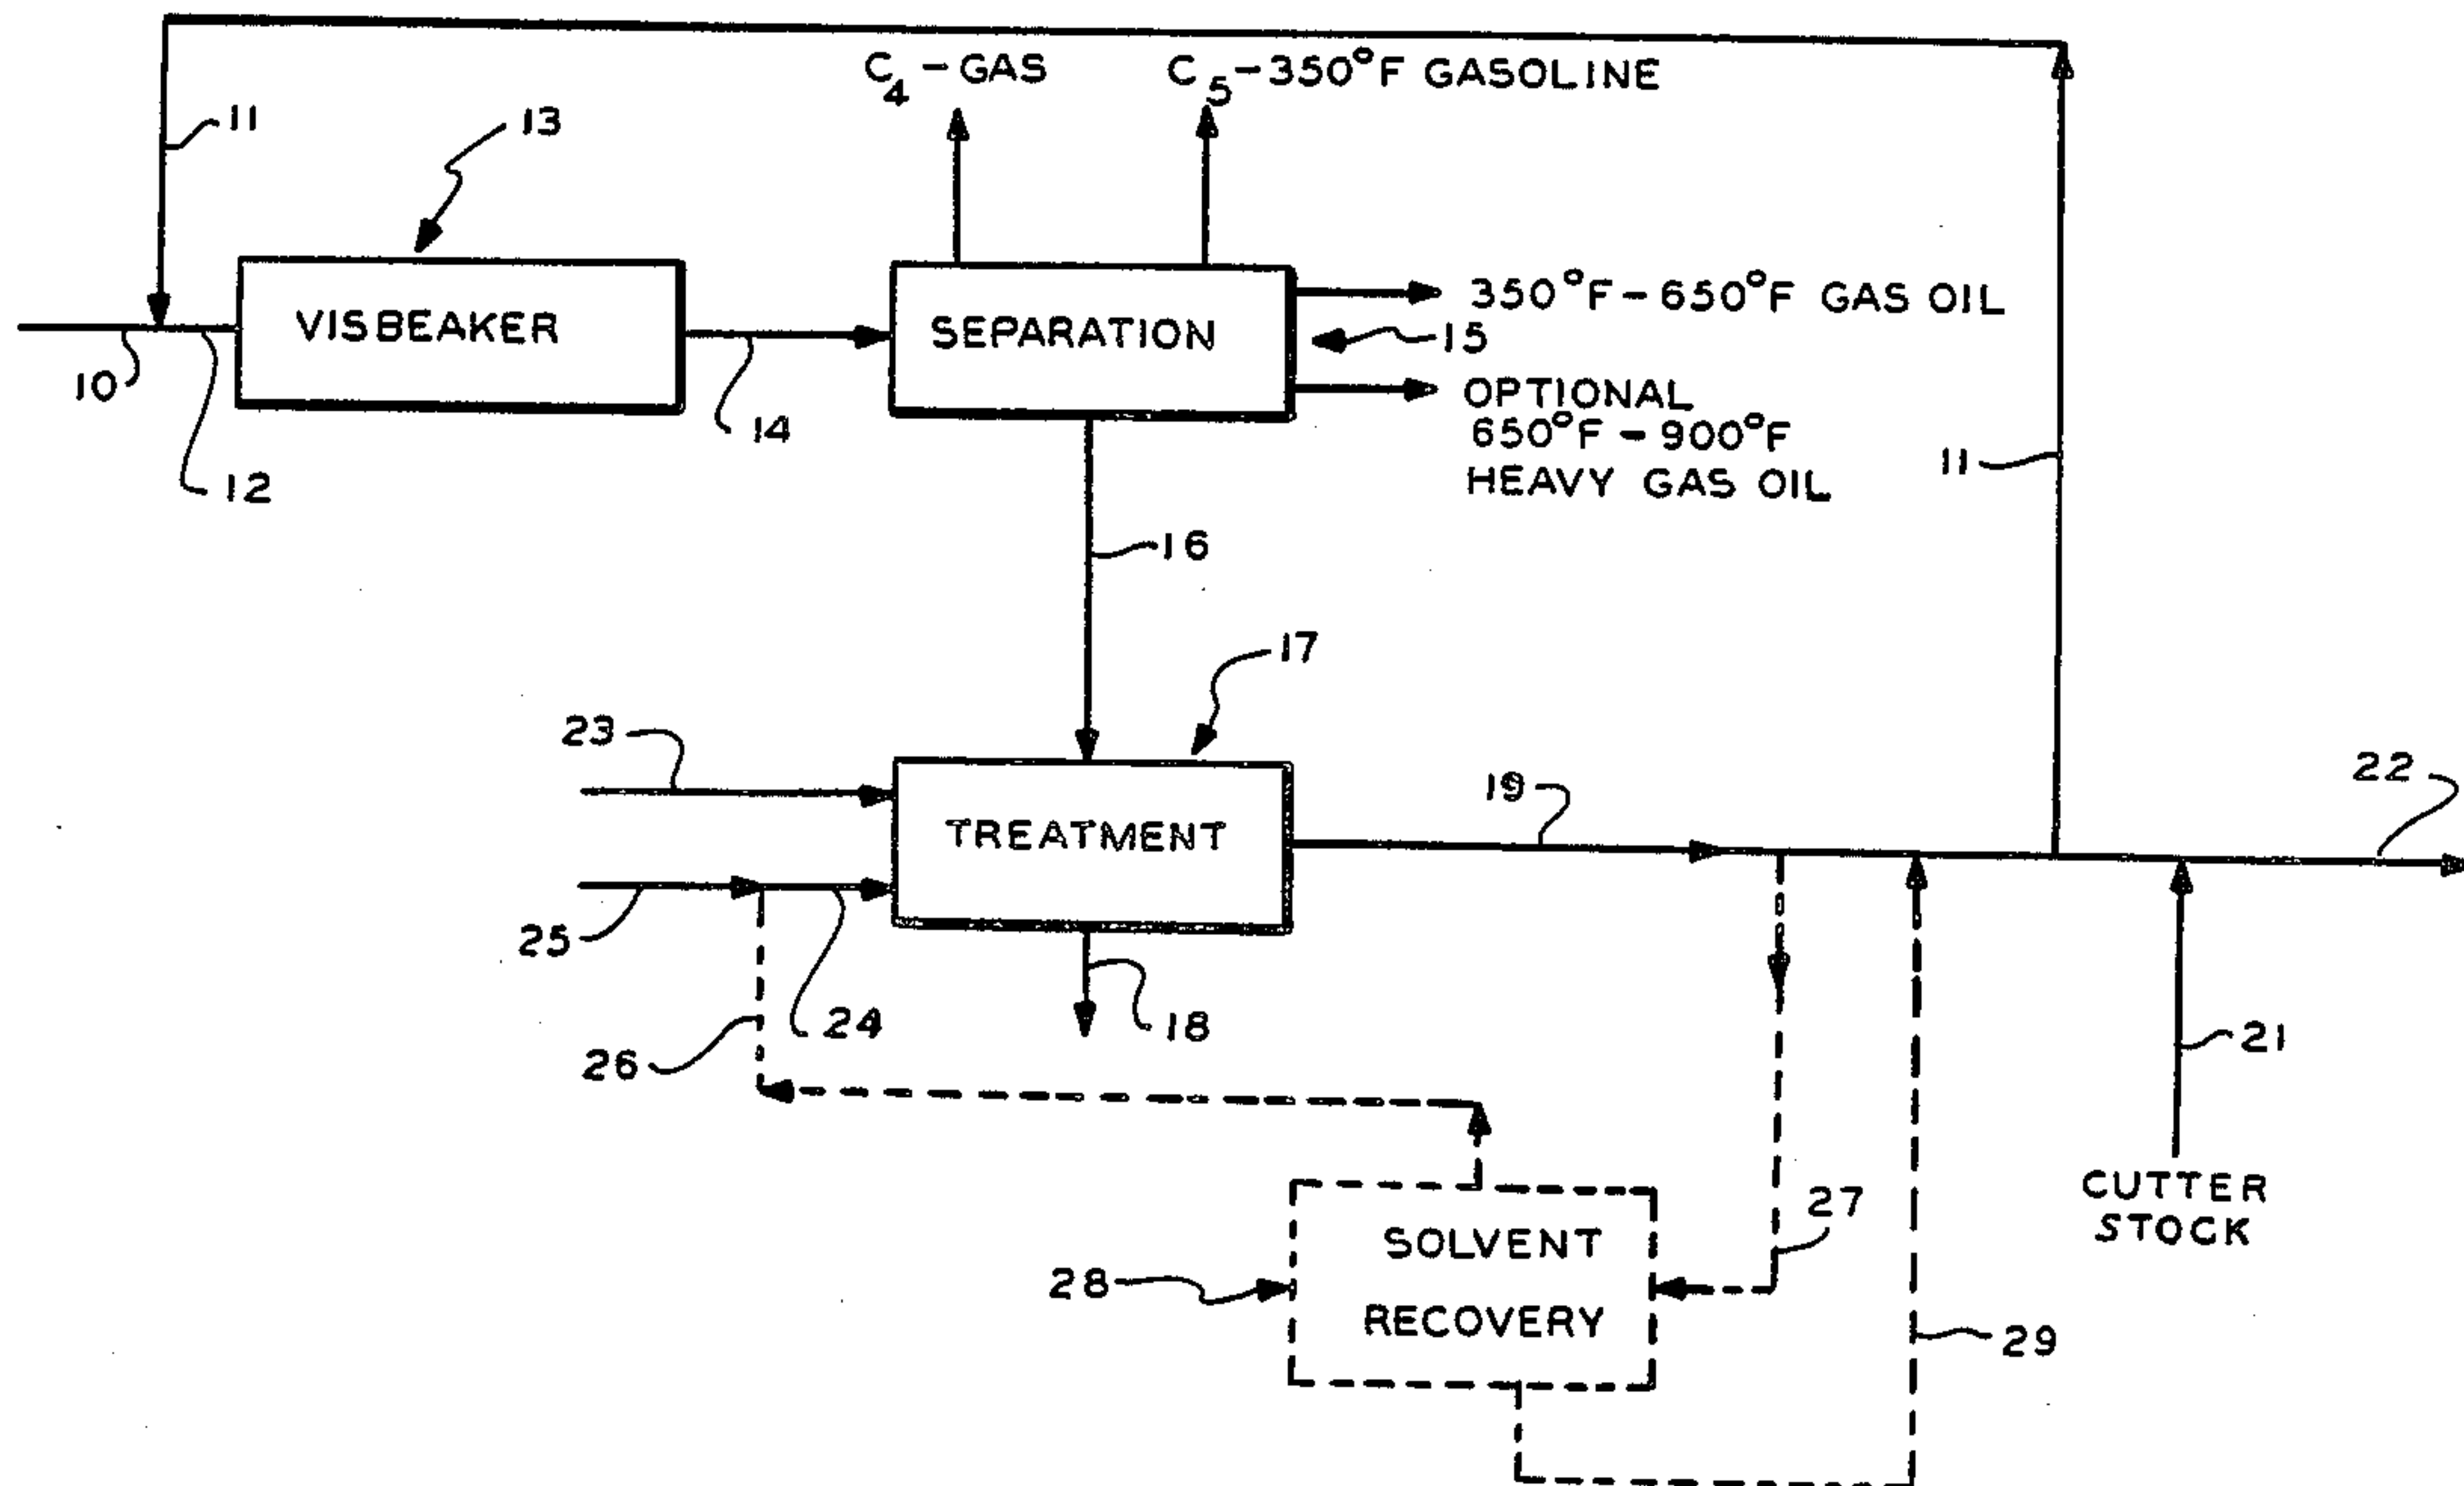 C4-GAS
C5-350°F GASOLINE
11
13
VISBEAKER
SEPARATION
350°F-650°F GAS OIL
15
10
12
14
OPTIONAL
650°F-900°F
HEAVY GAS OIL
11
16
17
23
TREATMENT
19
22
25
24
18
26
21
CUTTER
STOCK
27
SOLVENT
RECOVERY
28
29